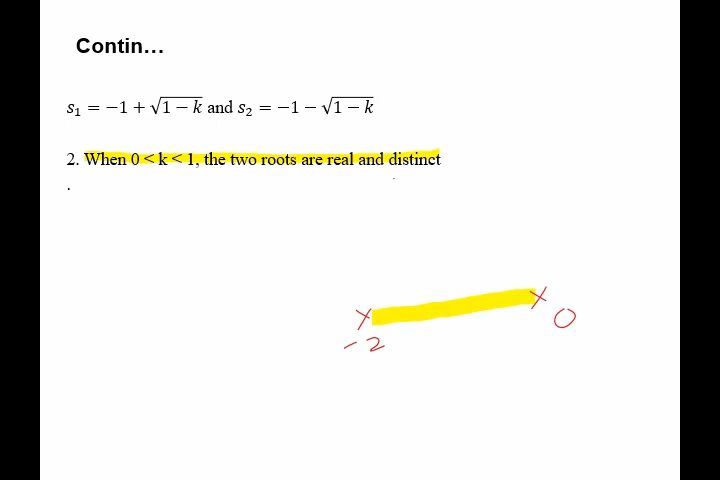 Contin…
s₁ = −1 + √(1 − k) and s₂ = −1 − √(1 − k)
2. When 0 < k < 1, the two roots are real and distinct
.
X X
−2 0